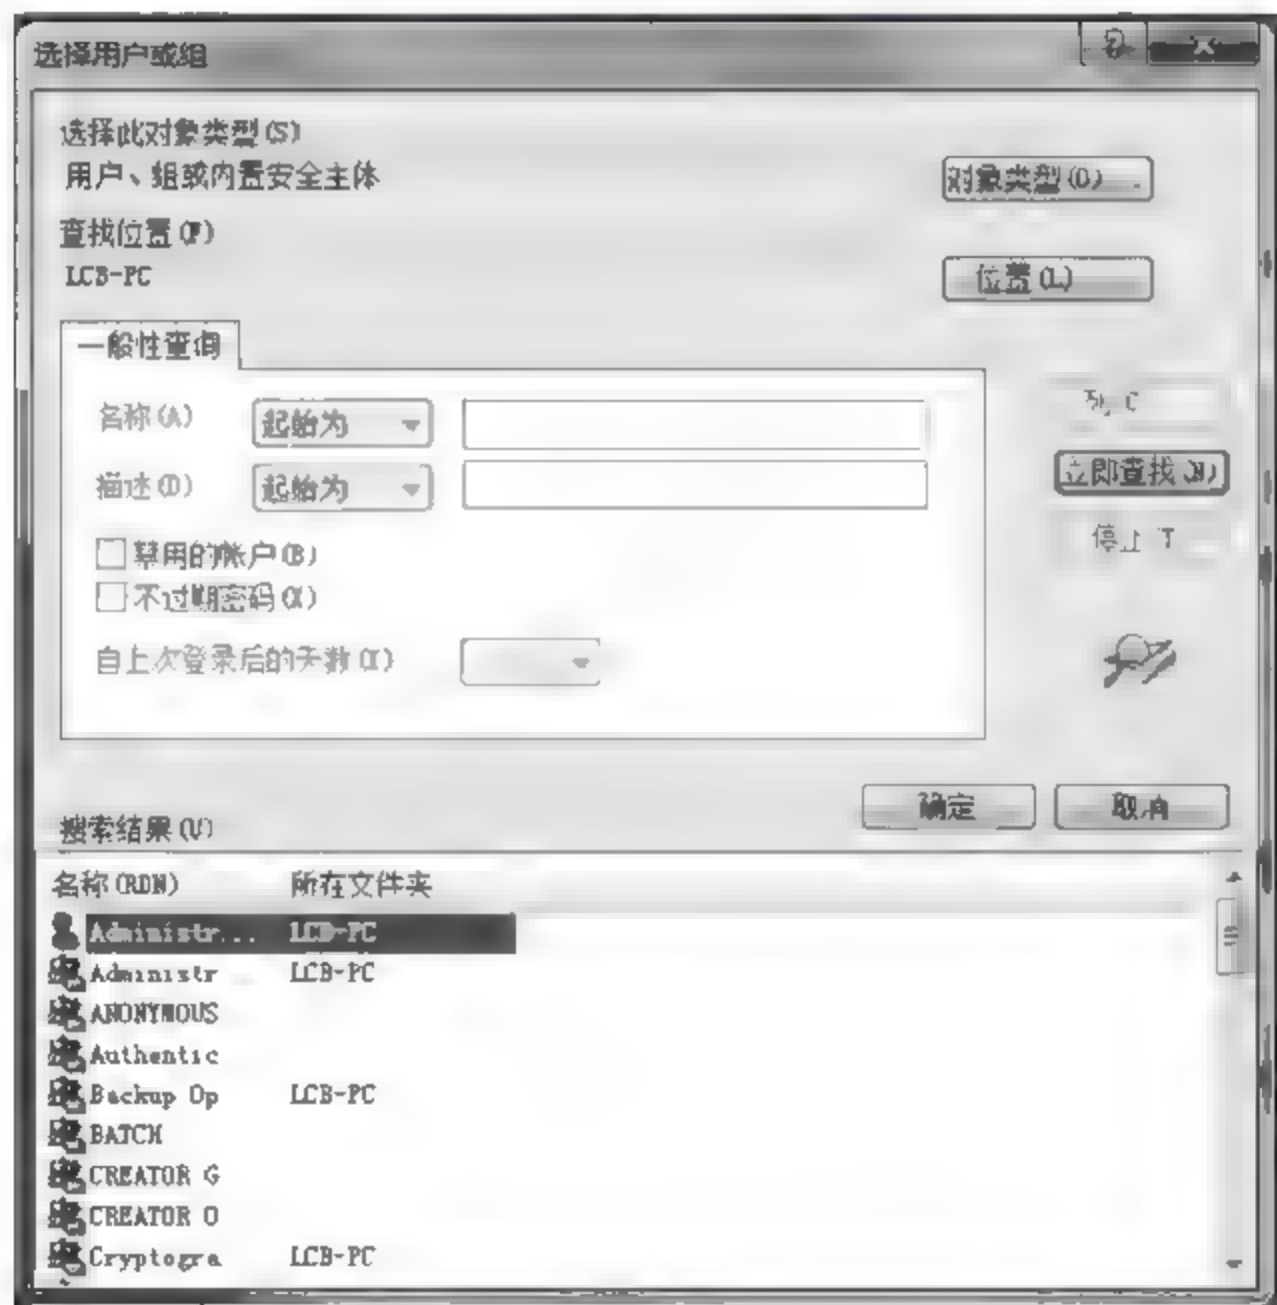 选择用户或组
选择此对象类型(S)
用户、组或内置安全主体
对象类型(O)
查找位置(F)
LCB-PC
位置(L)
一般性查询
名称(A) 起始为
描述(D) 起始为
立即查找(N)
停止 T
禁用的帐户(B)
不过期密码(X)
自上次登录后的天数(I)
确定 取消
搜索结果(U)
名称(RDN) 所在文件夹
Administr... LCB-PC
Administr LCB-PC
ANONYMOUS
Authentic
Backup Op LCB-PC
BATCH
CREATOR G
CREATOR O
Cryptogra LCB-PC